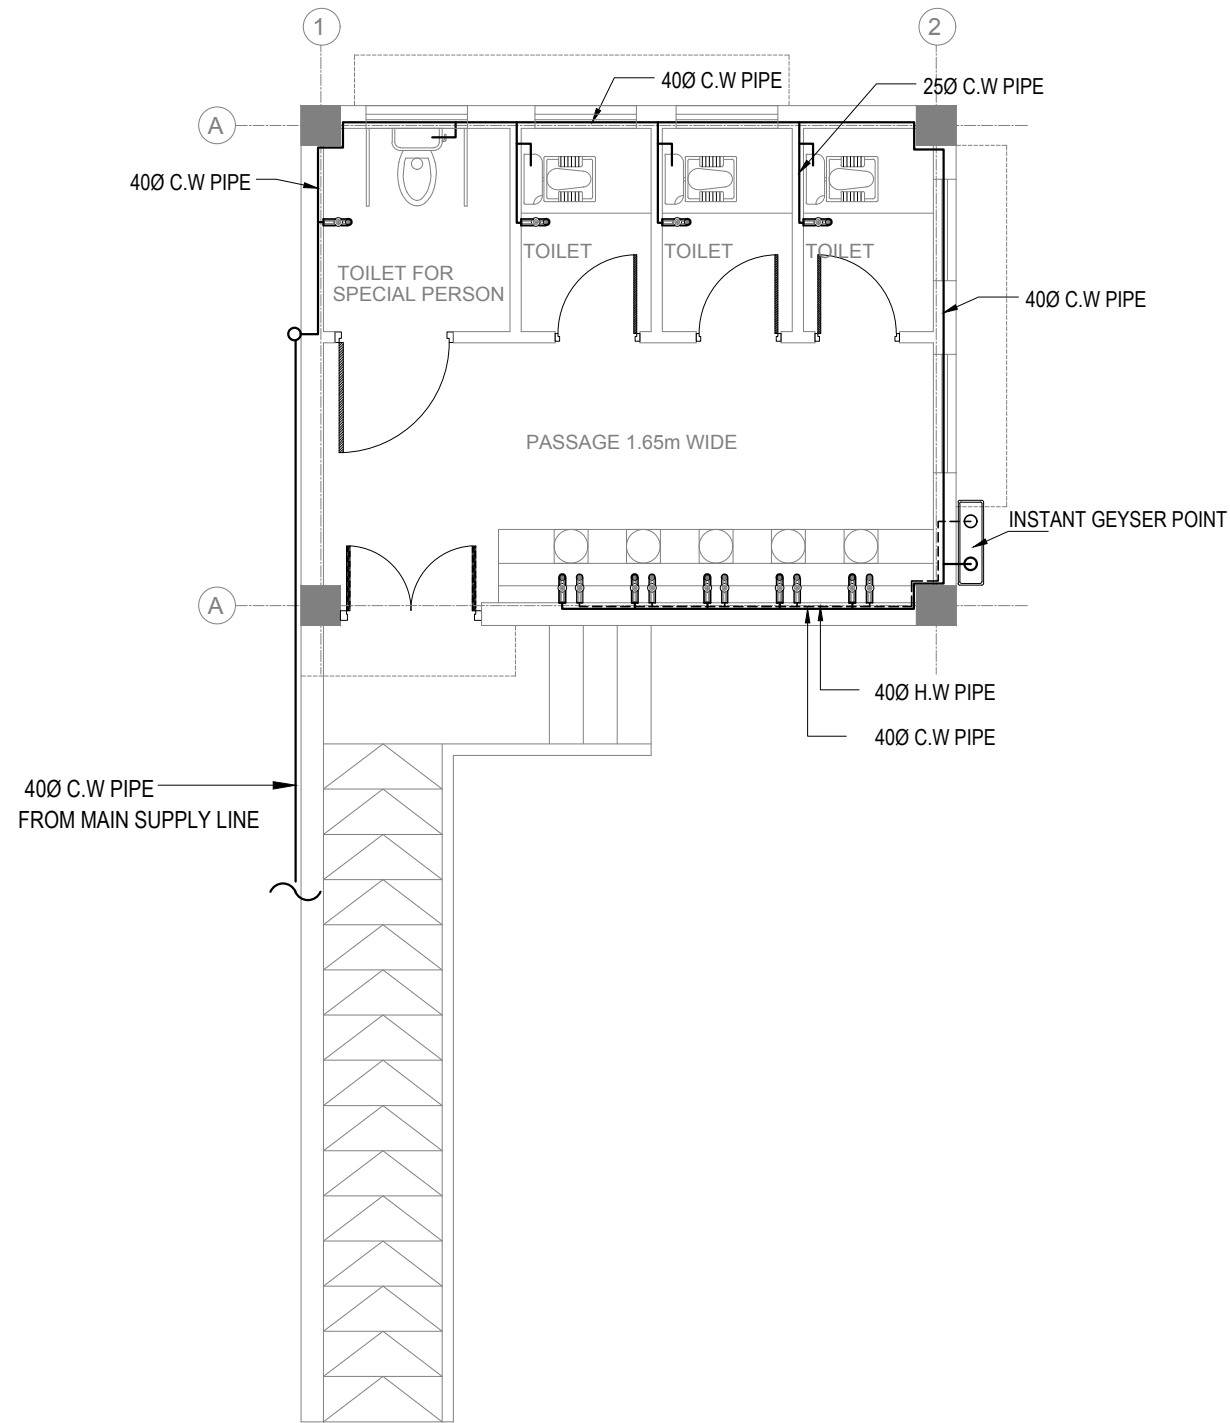 1
2
40Ø C.W PIPE
25Ø C.W PIPE
A
40Ø C.W PIPE
TOILET
TOILET
TOILET
TOILET FOR
SPECIAL PERSON
40Ø C.W PIPE
PASSAGE 1.65m WIDE
INSTANT GEYSER POINT
A
40Ø H.W PIPE
40Ø C.W PIPE
40Ø C.W PIPE
FROM MAIN SUPPLY LINE